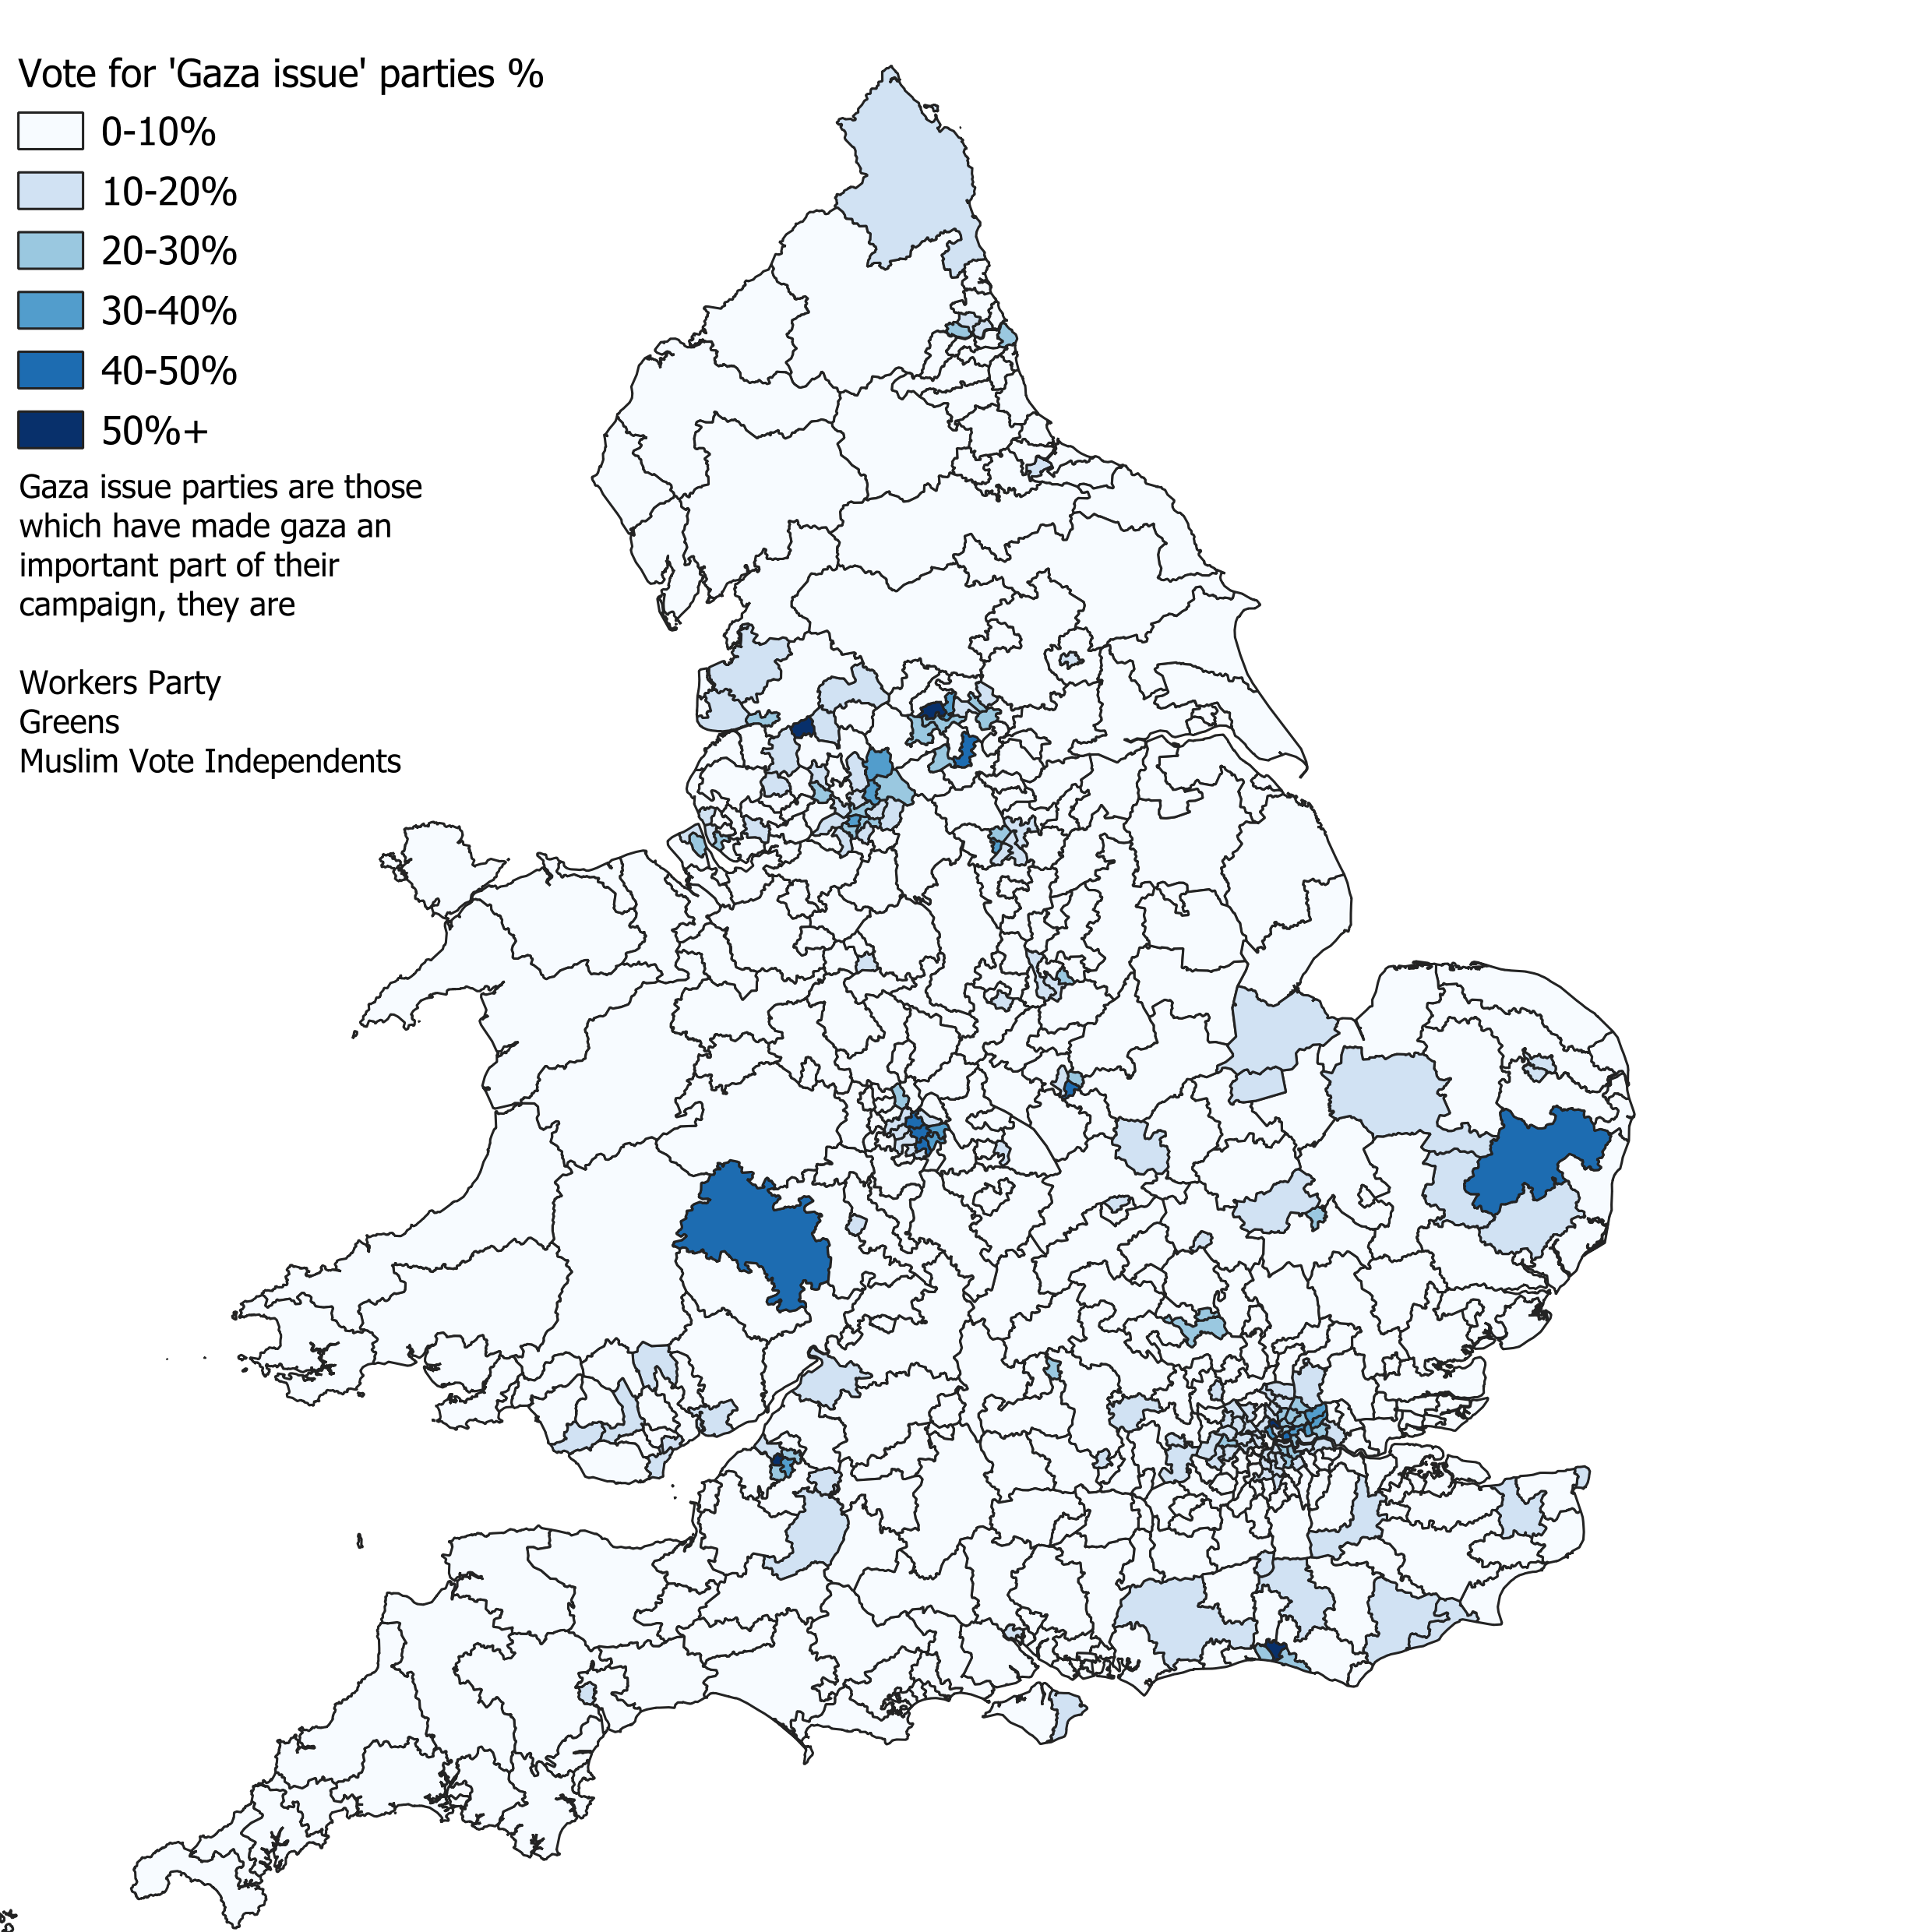 Vote for 'Gaza issue' parties %
0-10%
10-20%
20-30%
30-40%
40-50%
50%+
Gaza issue parties are those
which have made gaza an
important part of their
campaign, they are
Workers Party
Greens
Muslim Vote Independents